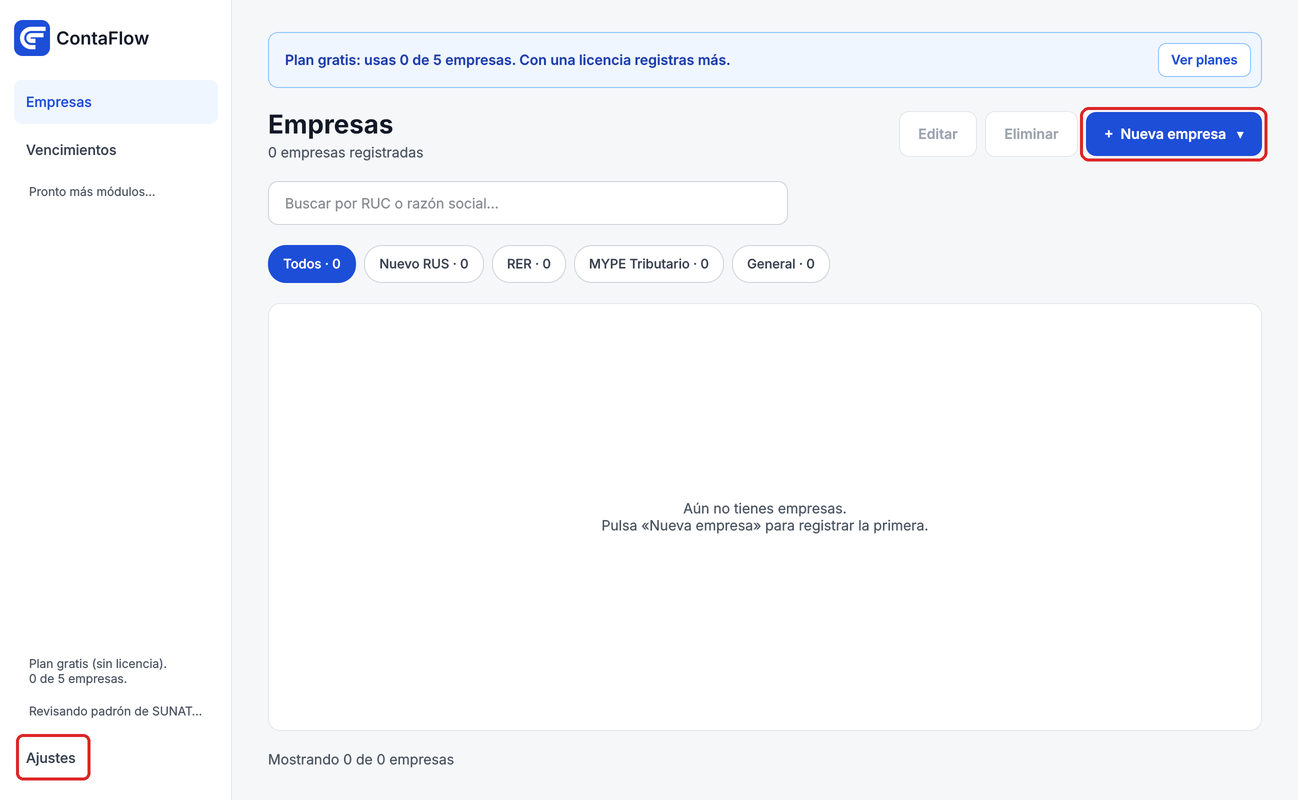 ContaFlow
Empresas
Vencimientos
Pronto más módulos...
Plan gratis (sin licencia).
0 de 5 empresas.
Revisando padrón de SUNAT...
Ajustes
Plan gratis: usas 0 de 5 empresas. Con una licencia registras más.
Ver planes
Empresas
0 empresas registradas
Editar
Eliminar
+ Nueva empresa ▾
Buscar por RUC o razón social...
Todos · 0
Nuevo RUS · 0
RER · 0
MYPE Tributario · 0
General · 0
Aún no tienes empresas.
Pulsa «Nueva empresa» para registrar la primera.
Mostrando 0 de 0 empresas